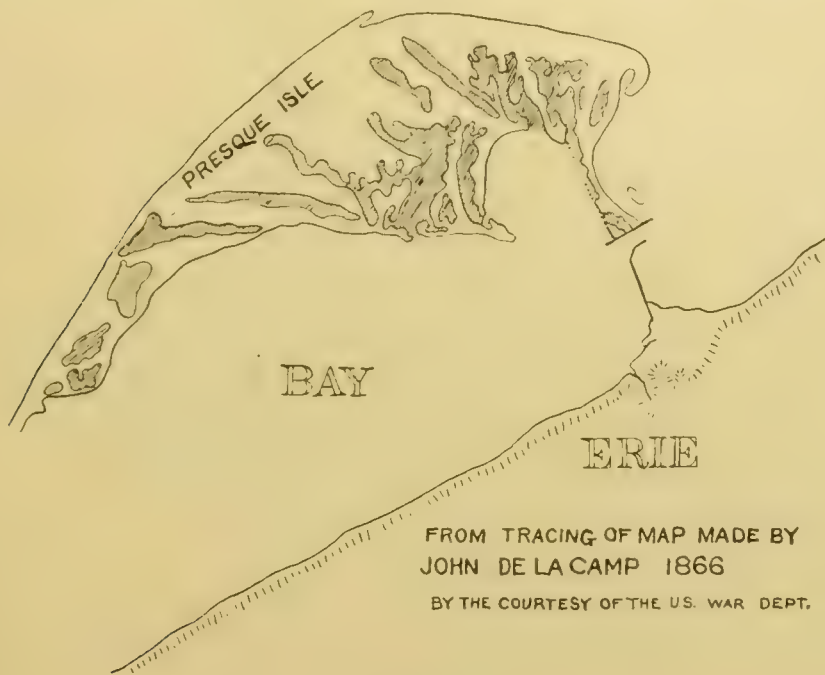 PRESQUE ISLE
BAY
ERIE
FROM TRACING OF MAP MADE BY
JOHN DE LA CAMP 1866
BY THE COURTESY OF THE U.S. WAR DEPT.